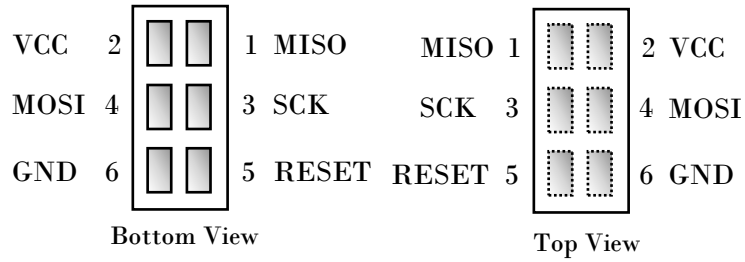 VCC 2 1 MISO MISO 1 2 VCC
MOSI 4 3 SCK SCK 3 4 MOSI
GND 6 5 RESET RESET 5 6 GND
Bottom View Top View